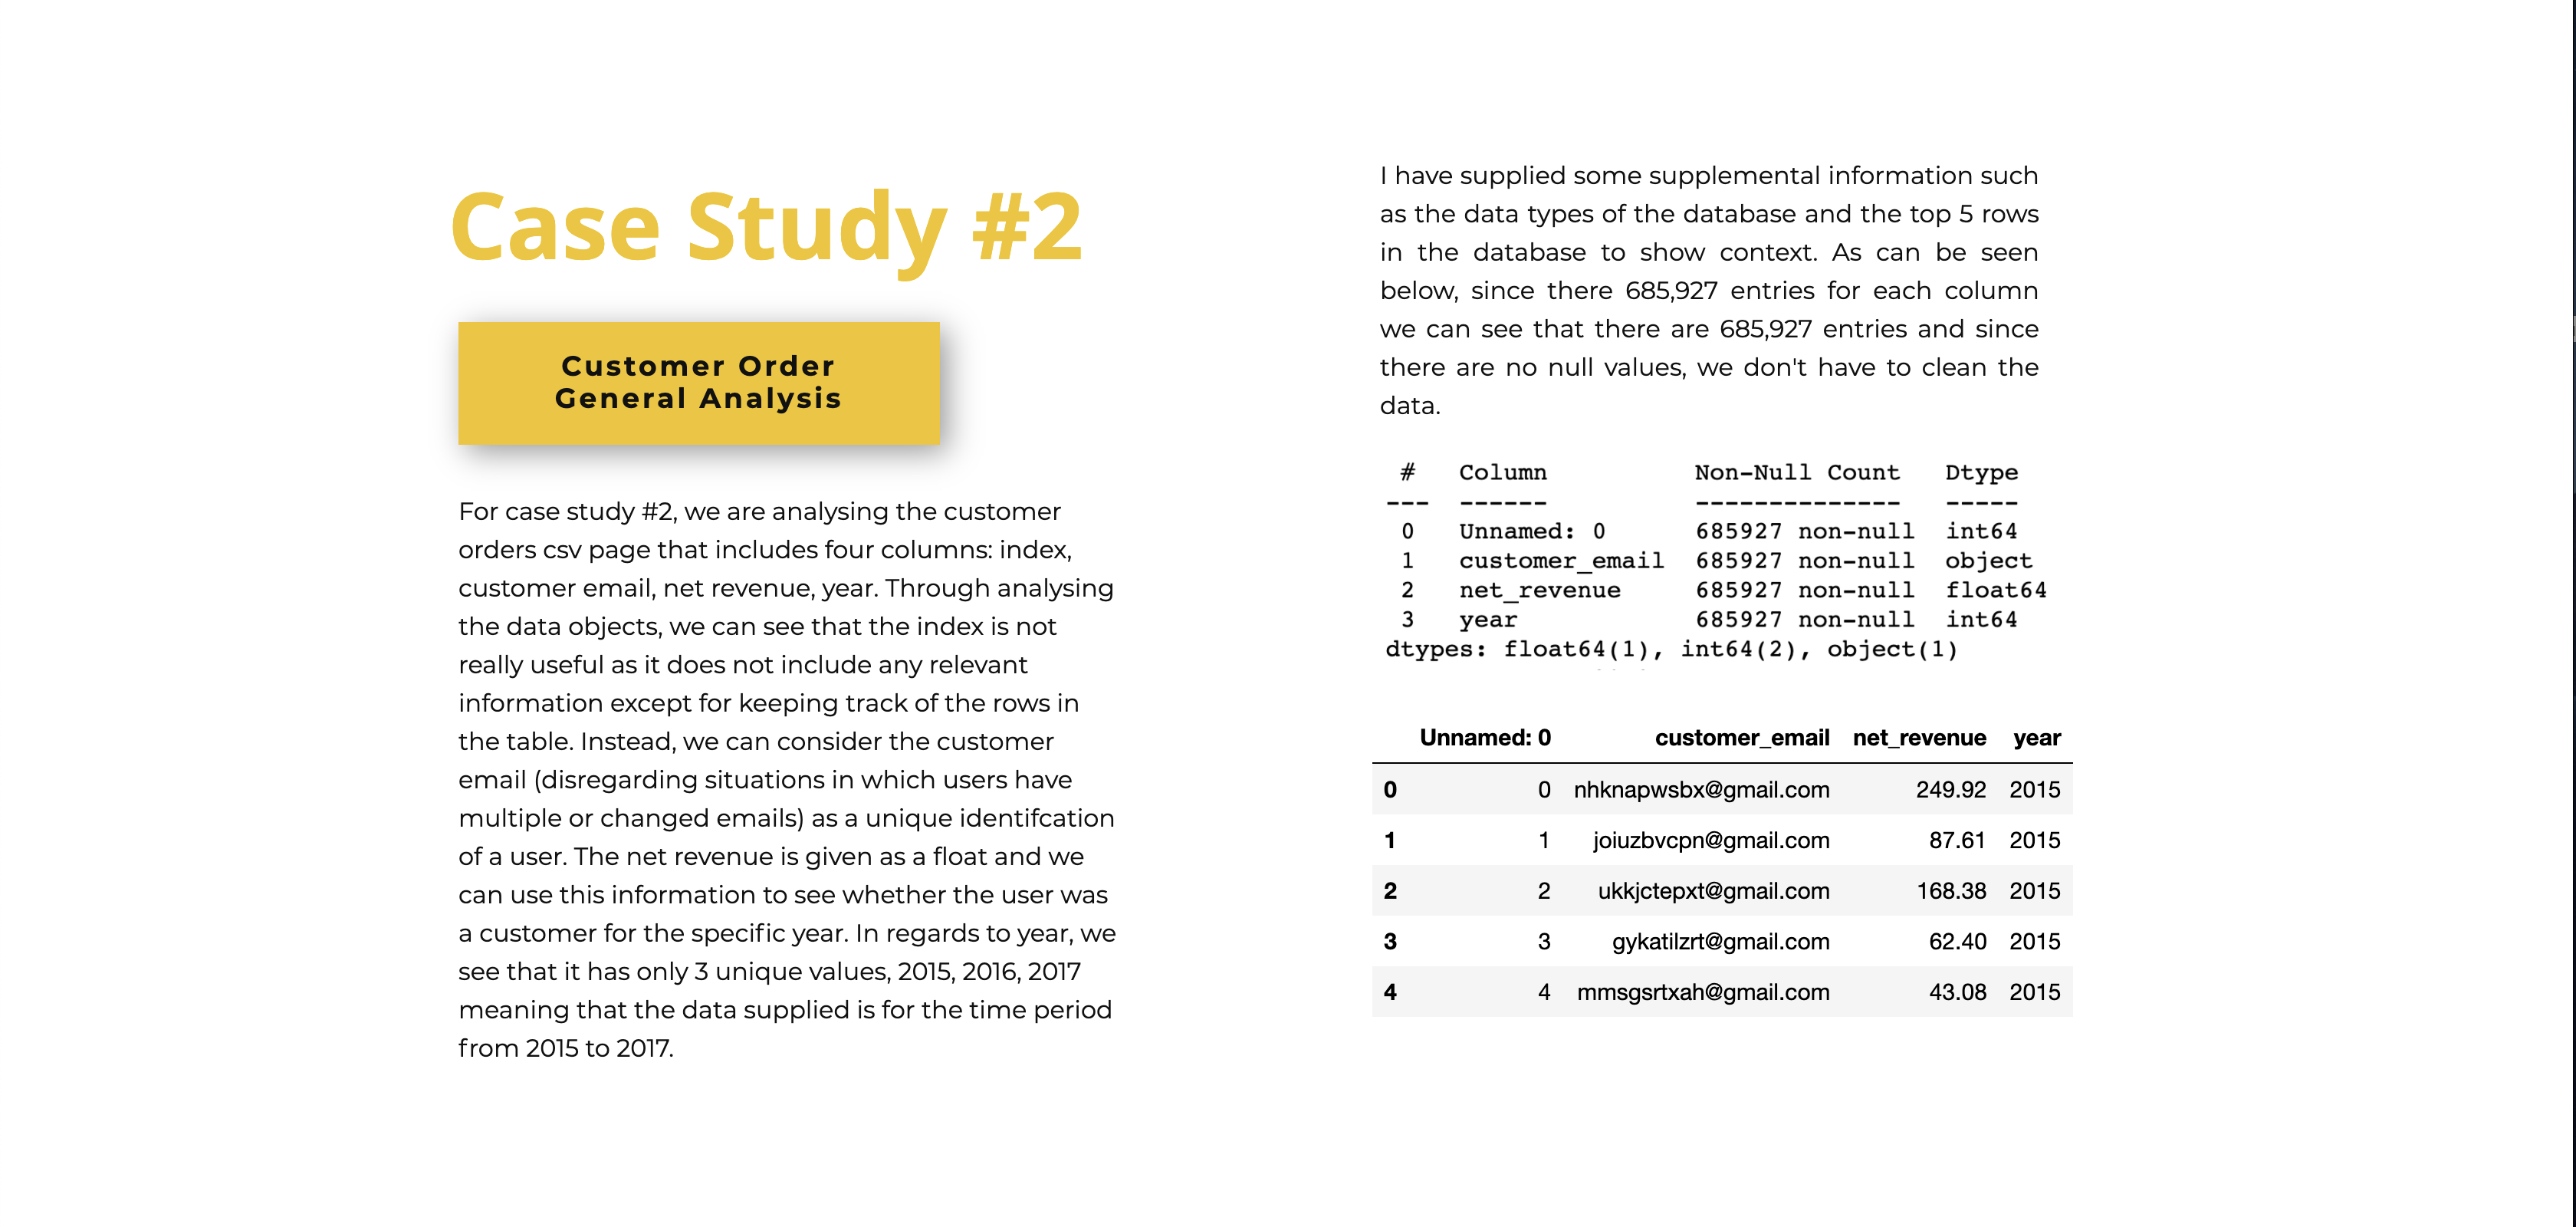 Case Study #2
Customer Order
General Analysis
For case study #2, we are analysing the customer
orders csv page that includes four columns: index,
customer email, net revenue, year. Through analysing
the data objects, we can see that the index is not
really useful as it does not include any relevant
information except for keeping track of the rows in
the table. Instead, we can consider the customer
email (disregarding situations in which users have
multiple or changed emails) as a unique identifcation
of a user. The net revenue is given as a float and we
can use this information to see whether the user was
a customer for the specific year. In regards to year, we
see that it has only 3 unique values, 2015, 2016, 2017
meaning that the data supplied is for the time period
from 2015 to 2017.
I have supplied some supplemental information such
as the data types of the database and the top 5 rows
in the database to show context. As can be seen
below, since there 685,927 entries for each column
we can see that there are 685,927 entries and since
there are no null values, we don't have to clean the
data.
# Column Non-Null Count Dtype
--- ------ -------------- -----
0 Unnamed: 0 685927 non-null int64
1 customer_email 685927 non-null object
2 net_revenue 685927 non-null float64
3 year 685927 non-null int64
dtypes: float64(1), int64(2), object(1)
Unnamed: 0 customer_email net_revenue year
0 0 nhknapwsbx@gmail.com 249.92 2015
1 1 joiuzbvcpn@gmail.com 87.61 2015
2 2 ukkjctepxt@gmail.com 168.38 2015
3 3 gykatilzrt@gmail.com 62.40 2015
4 4 mmsgsrtxah@gmail.com 43.08 2015